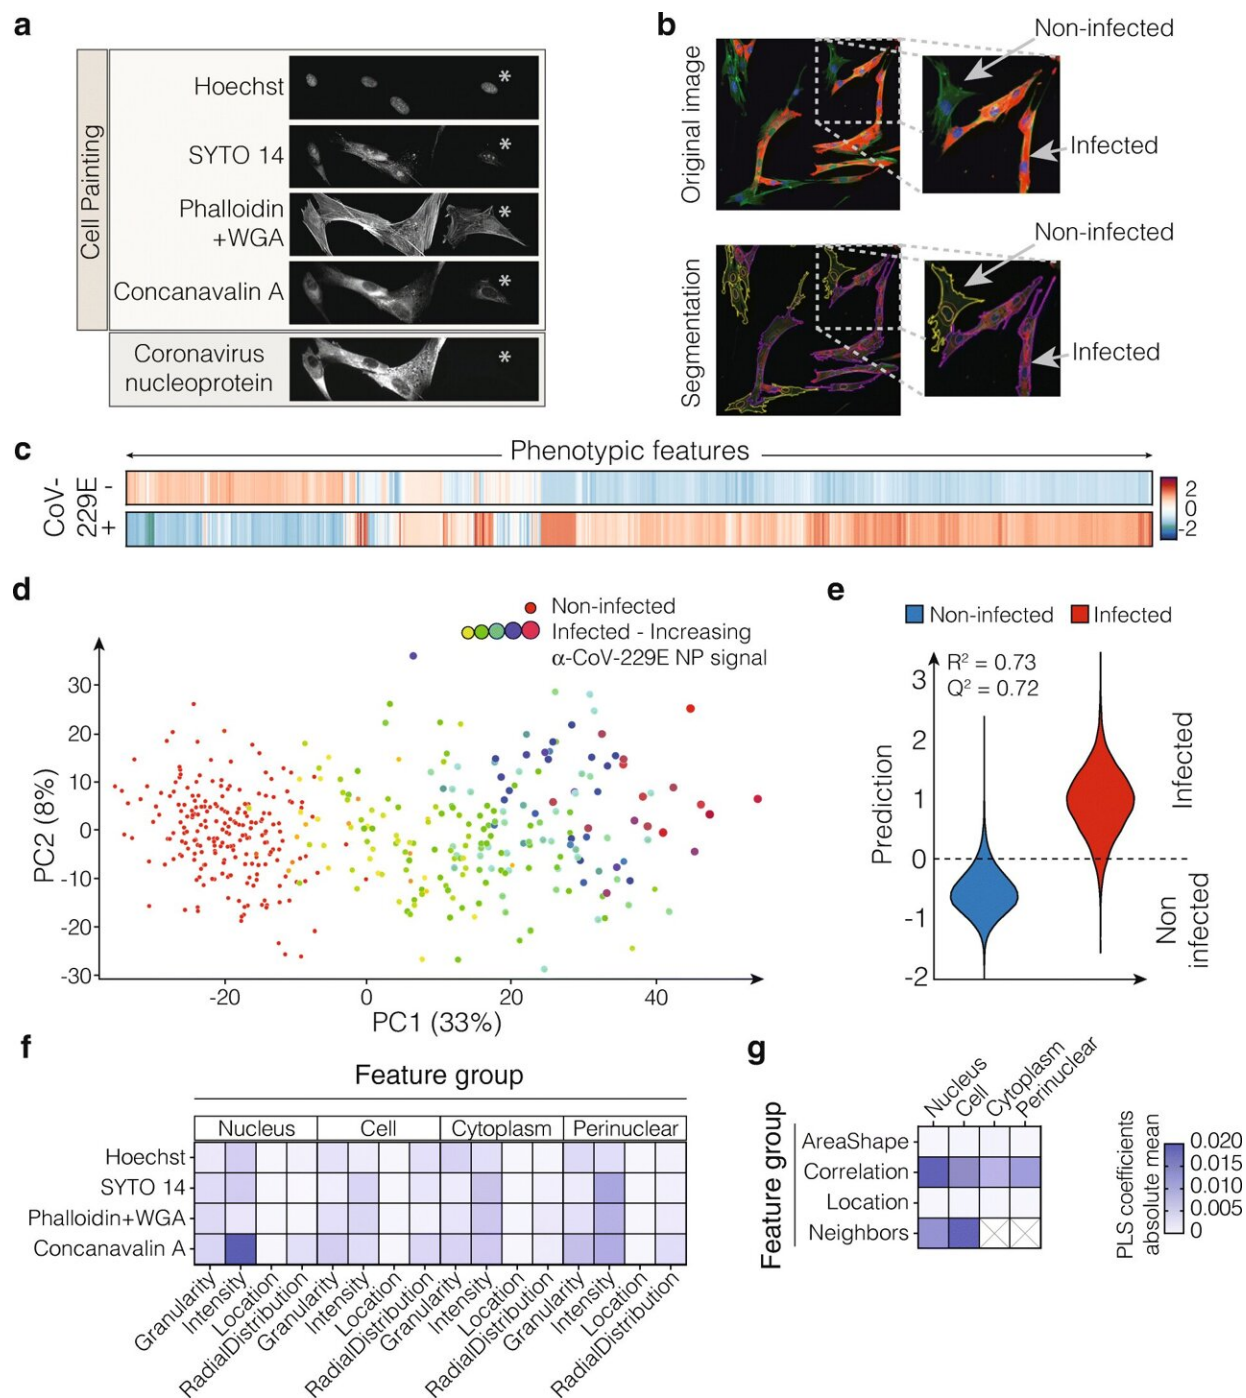 a
Cell Painting
Hoechst
*
SYTO 14
*
Phalloidin
+WGA
*
Concanavalin A
*
Coronavirus
nucleoprotein
*
b
Original image
Non-infected
Infected
Segmentation
Non-infected
Infected
c
Phenotypic features
CoV-
229E
-
+
2
0
-2
d
Non-infected
Infected - Increasing
α-CoV-229E NP signal
PC2 (8%)
30
20
10
0
-10
-20
-30
-20
0
20
40
PC1 (33%)
e
Non-infected
Infected
R² = 0.73
Q² = 0.72
Prediction
3
2
1
0
-1
-2
Infected
Non
infected
f
Feature group
Nucleus
Cell
Cytoplasm
Perinuclear
Hoechst
SYTO 14
Phalloidin+WGA
Concanavalin A
Granularity
Intensity
Location
RadialDistribution
Granularity
Intensity
Location
RadialDistribution
Granularity
Intensity
Location
RadialDistribution
Granularity
Intensity
Location
RadialDistribution
g
Nucleus
Cell
Cytoplasm
Perinuclear
Feature group
AreaShape
Correlation
Location
Neighbors
PLS coefficients
absolute mean
0.020
0.015
0.010
0.005
0